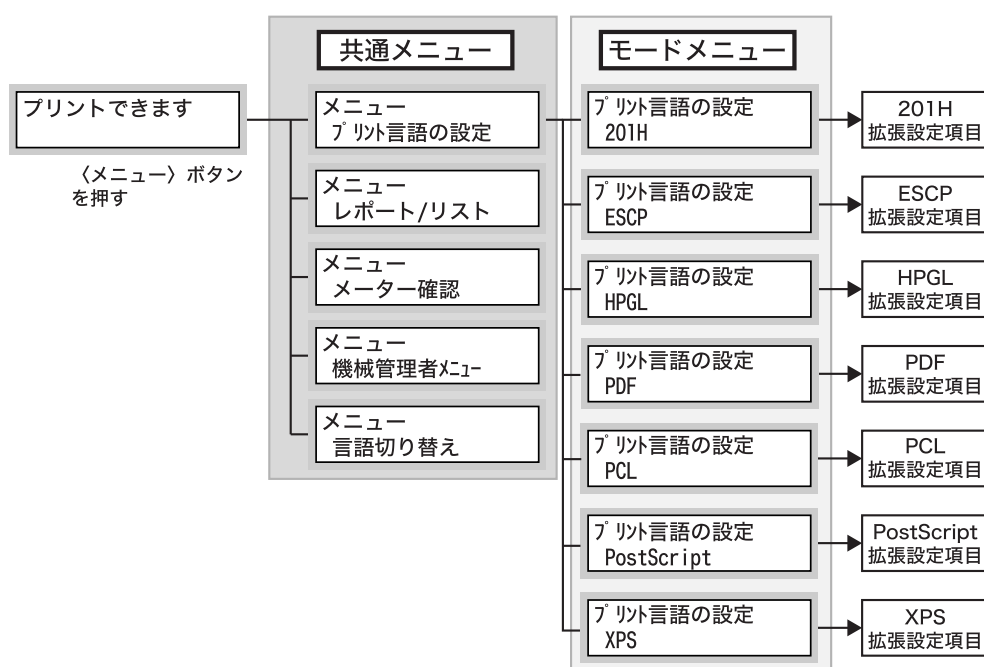 共通メニュー
モードメニュー
プリントできます
〈メニュー〉ボタン
を押す
メニュー
ﾌﾟﾘﾝﾄ言語の設定
メニュー
レポート/リスト
メニュー
メーター確認
メニュー
機械管理者ﾒﾆｭｰ
メニュー
言語切り替え
ﾌﾟﾘﾝﾄ言語の設定
201H
ﾌﾟﾘﾝﾄ言語の設定
ESCP
ﾌﾟﾘﾝﾄ言語の設定
HPGL
ﾌﾟﾘﾝﾄ言語の設定
PDF
ﾌﾟﾘﾝﾄ言語の設定
PCL
ﾌﾟﾘﾝﾄ言語の設定
PostScript
ﾌﾟﾘﾝﾄ言語の設定
XPS
201H
拡張設定項目
ESCP
拡張設定項目
HPGL
拡張設定項目
PDF
拡張設定項目
PCL
拡張設定項目
PostScript
拡張設定項目
XPS
拡張設定項目